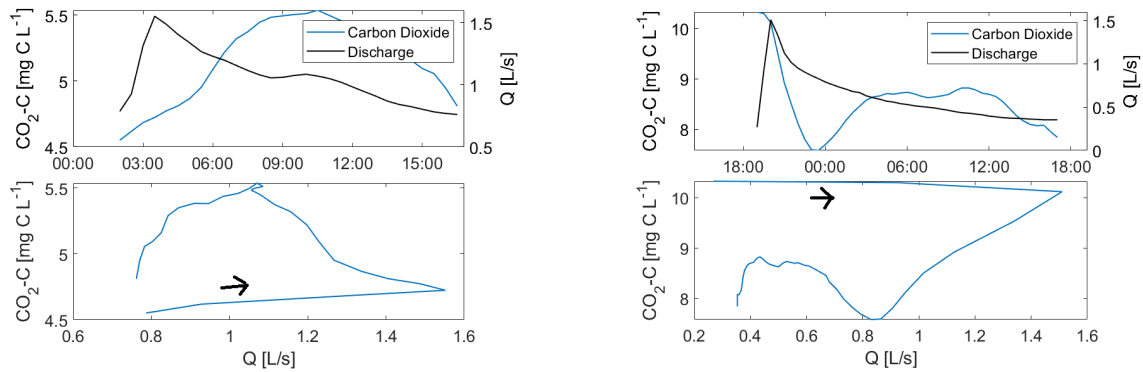 5.5
5
4.5
CO2-C [mg C L-1]
Carbon Dioxide
Discharge
1.5
1
0.5
Q [L/s]
00:00 03:00 06:00 09:00 12:00 15:00
5.5
5
4.5
CO2-C [mg C L-1]
0.6 0.8 1 1.2 1.4 1.6
Q [L/s]
10
9
8
CO2-C [mg C L-1]
Carbon Dioxide
Discharge
1.5
1
0.5
0
Q [L/s]
18:00 00:00 06:00 12:00 18:00
10
9
8
CO2-C [mg C L-1]
0.2 0.4 0.6 0.8 1 1.2 1.4 1.6
Q [L/s]